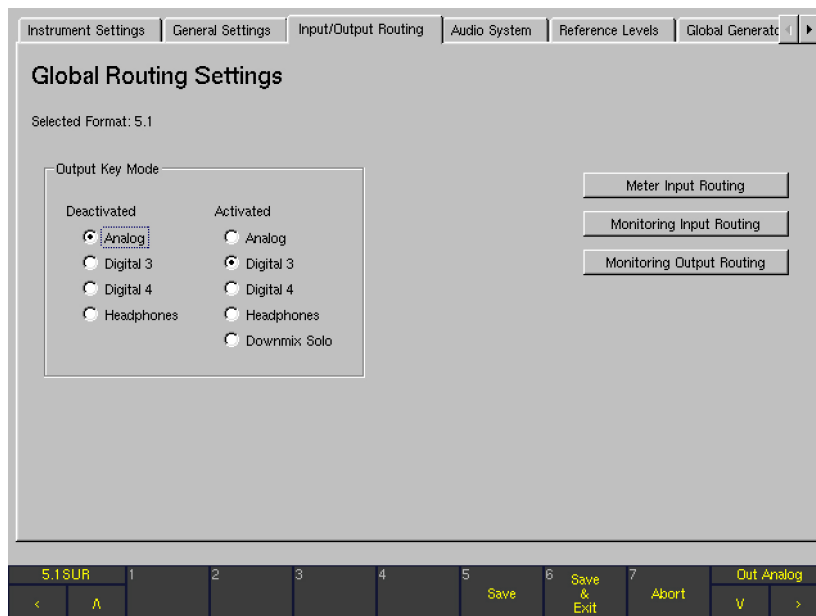 Instrument Settings General Settings Input/Output Routing Audio System Reference Levels Global Generato
Global Routing Settings
Selected Format: 5.1
Output Key Mode
Deactivated Activated
Analog Analog
Digital 3 Digital 3
Digital 4 Digital 4
Headphones Headphones
Downmix Solo
Meter Input Routing
Monitoring Input Routing
Monitoring Output Routing
5.1SUR 1 2 3 4 5 Save 6 Save & Exit 7 Abort Out Analog
< Λ V >